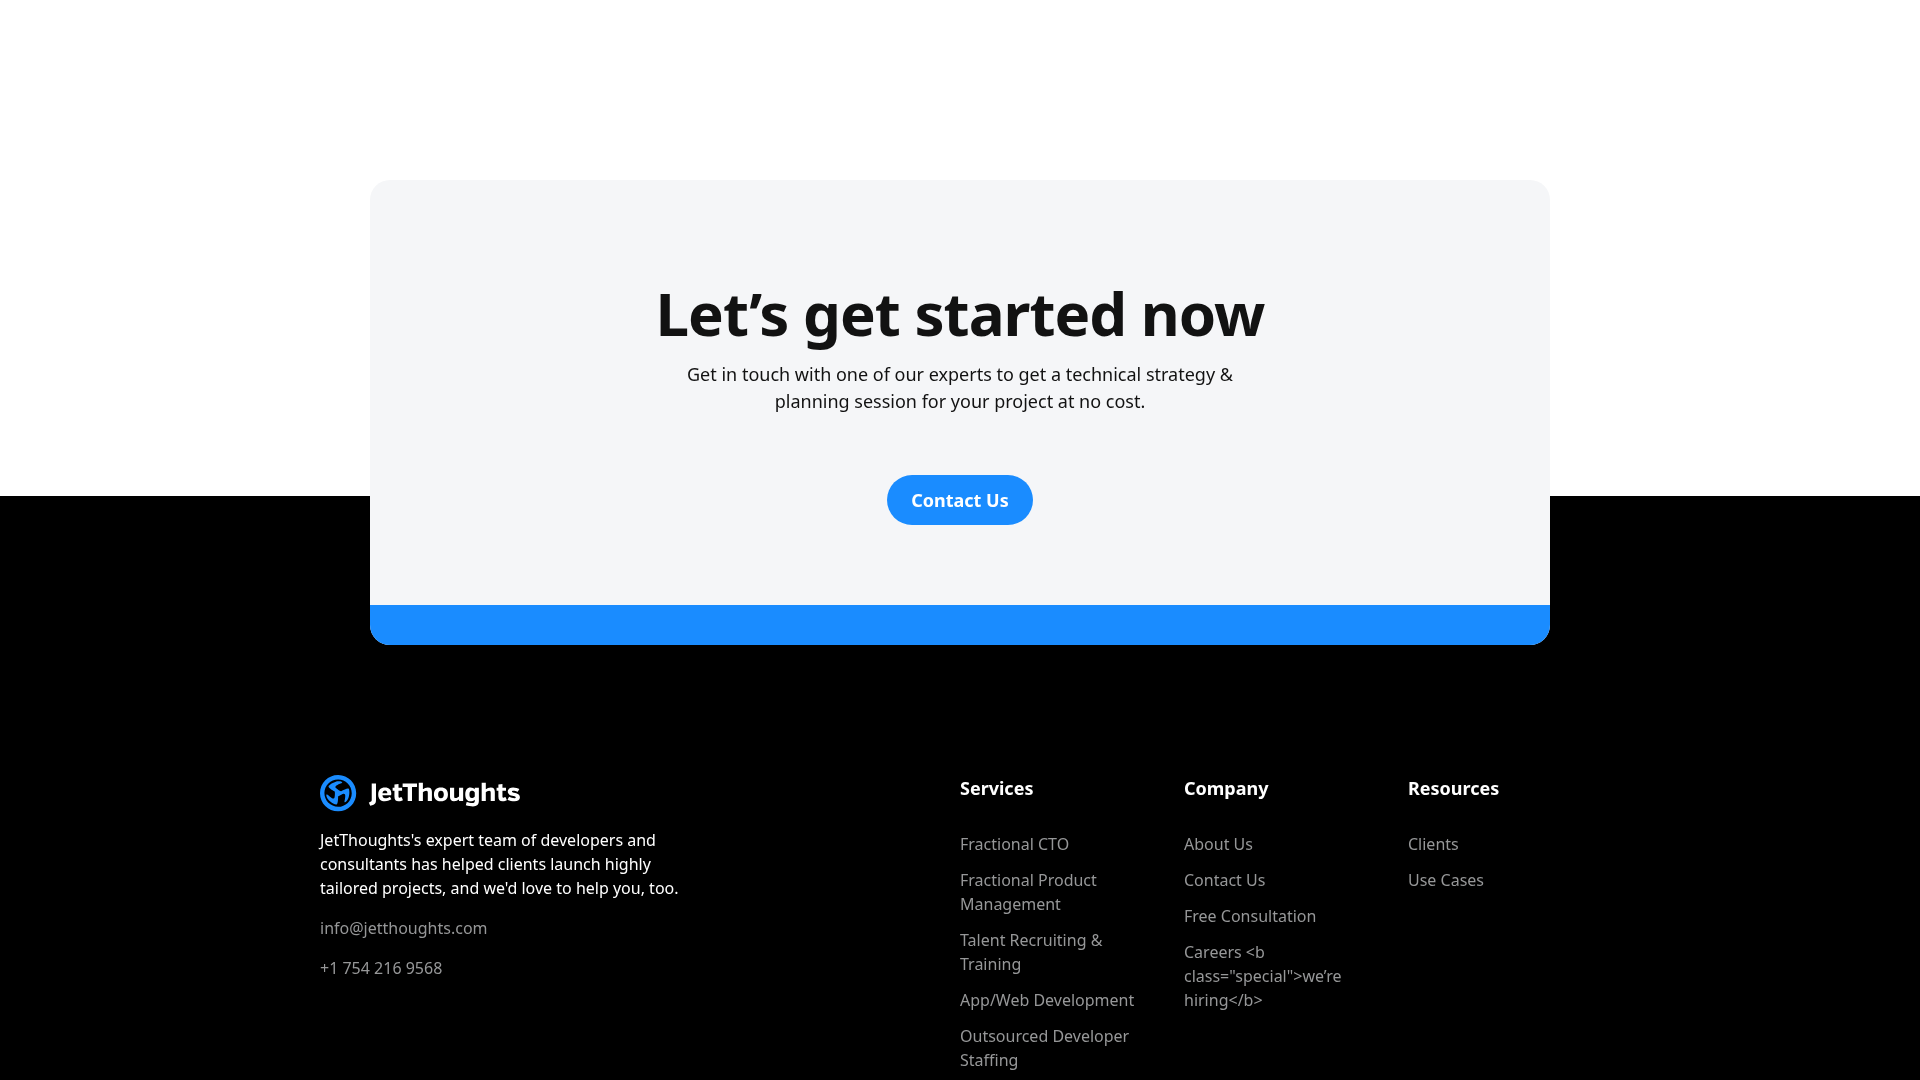 Let’s get started now
Get in touch with one of our experts to get a technical strategy &
planning session for your project at no cost.
Contact Us
JetThoughts
JetThoughts's expert team of developers and
consultants has helped clients launch highly
tailored projects, and we'd love to help you, too.
info@jetthoughts.com
+1 754 216 9568
Services
Fractional CTO
Fractional Product
Management
Talent Recruiting &
Training
App/Web Development
Outsourced Developer
Staffing
Company
About Us
Contact Us
Free Consultation
Careers <b
class="special">we’re
hiring</b>
Resources
Clients
Use Cases